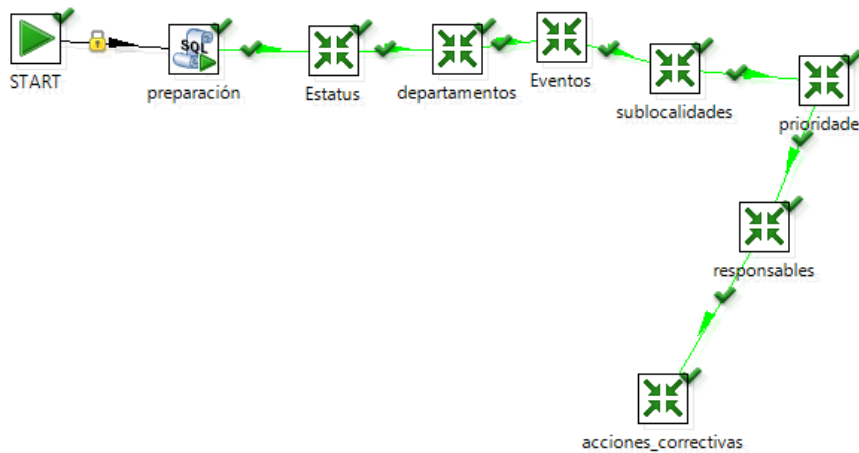 START
SQL
preparación
Estatus
departamentos
Eventos
sublocalidades
prioridade
responsables
acciones_correctivas